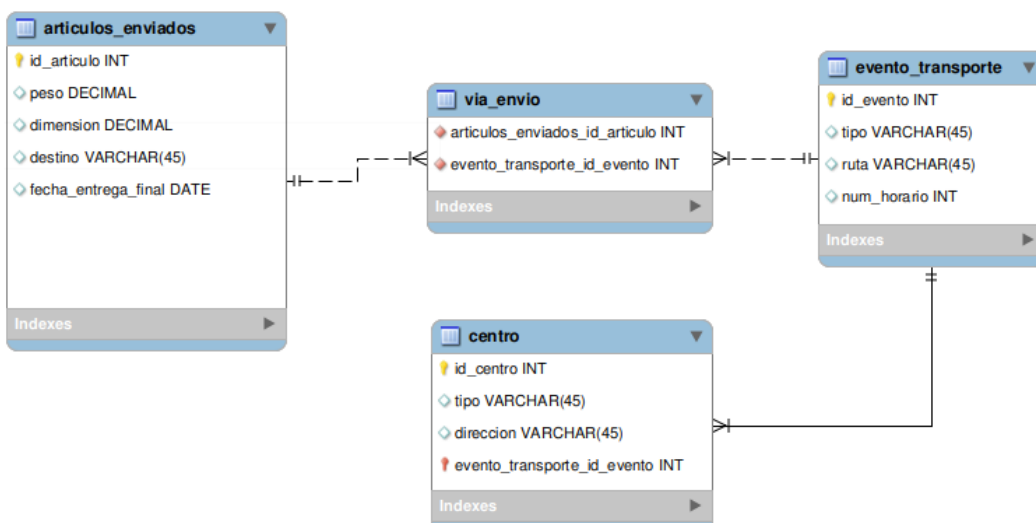 articulos_enviados
id_articulo INT
peso DECIMAL
dimension DECIMAL
destino VARCHAR(45)
fecha_entrega_final DATE
Indexes
via_envio
articulos_enviados_id_articulo INT
evento_transporte_id_evento INT
Indexes
evento_transporte
id_evento INT
tipo VARCHAR(45)
ruta VARCHAR(45)
num_horario INT
Indexes
centro
id_centro INT
tipo VARCHAR(45)
direccion VARCHAR(45)
evento_transporte_id_evento INT
Indexes